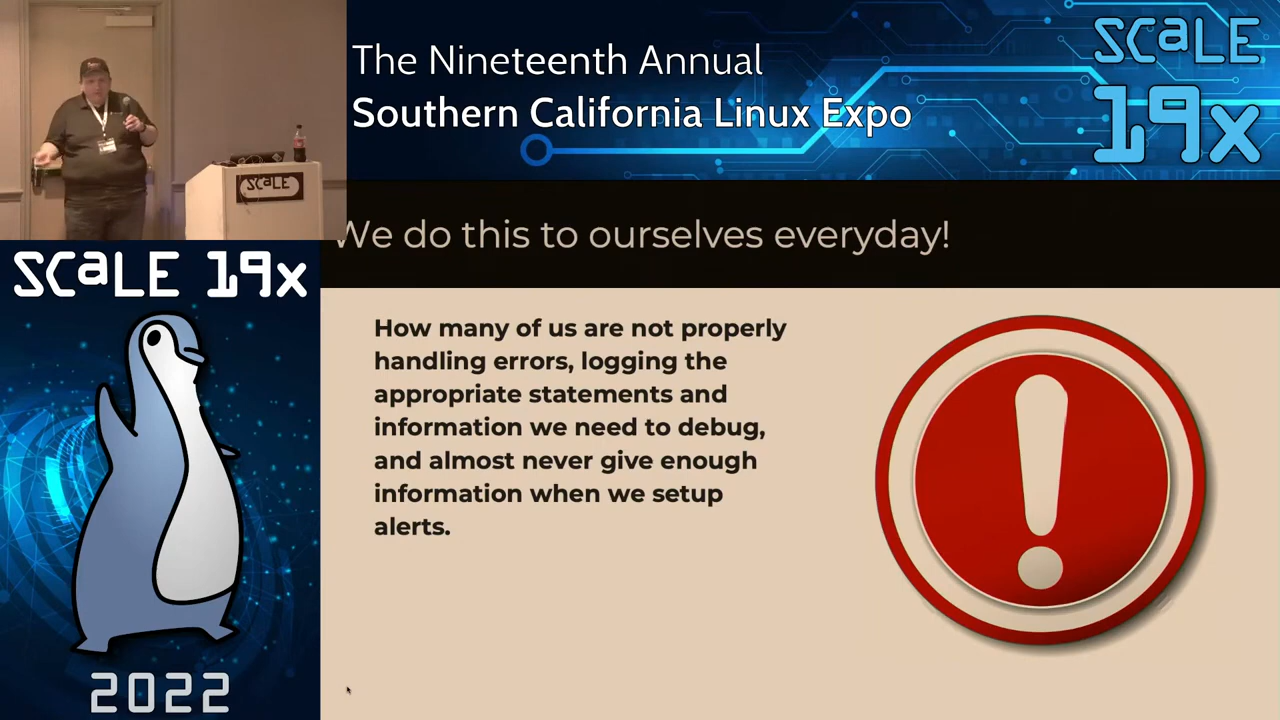 The Nineteenth Annual
Southern California Linux Expo
SCaLE
19x
SCaLE
We do this to ourselves everyday!
SCaLE 19x
How many of us are not properly
handling errors, logging the
appropriate statements and
information we need to debug,
and almost never give enough
information when we setup
alerts.
2022